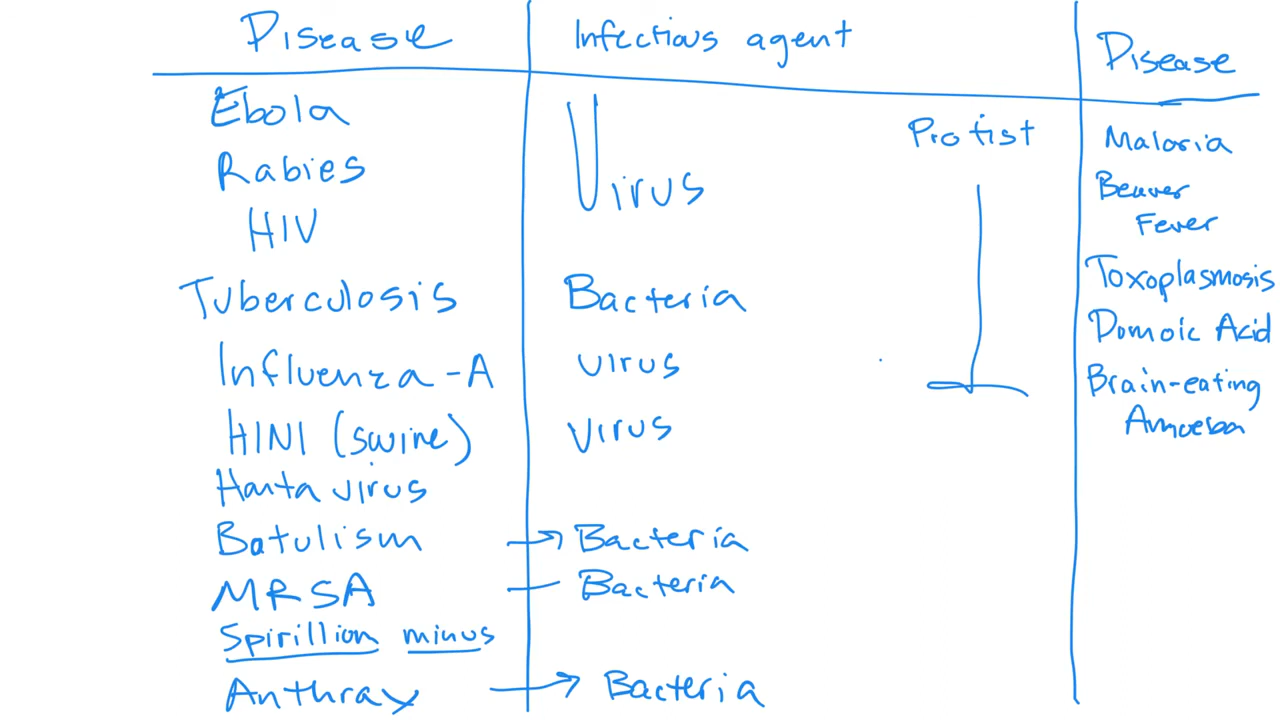 Disease Infectious agent Disease
Ebola
Rabies Virus
HIV
Tuberculosis Bacteria
Influenza-A virus
H1N1 (swine) virus
Hanta virus
Batulism → Bacteria
MRSA — Bacteria
Spirillion minus
Anthrax → Bacteria
Protist Malaria
Beaver
Fever
Toxoplasmosis
Domoic Acid
Brain-eating
Amoeba